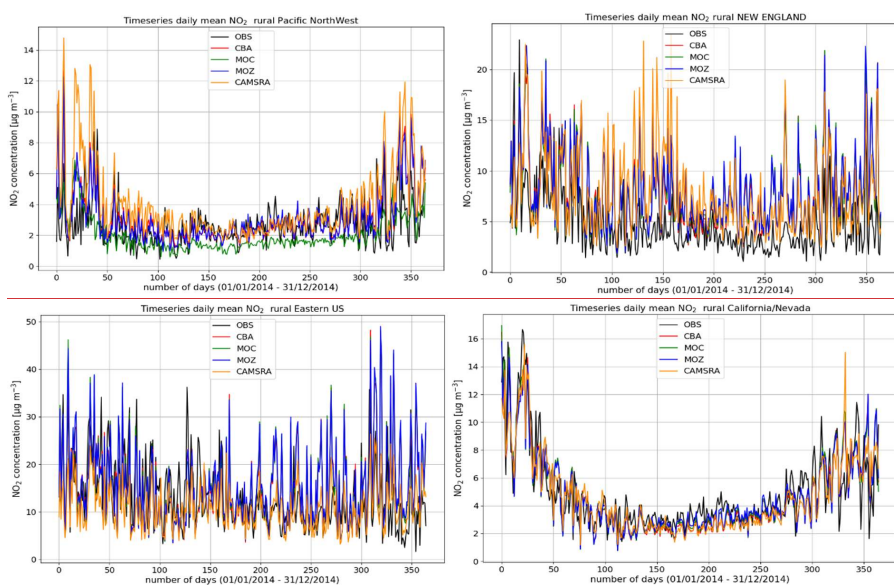 Timeseries daily mean NO₂ rural Pacific NorthWest
OBS
CBA
MOC
MOZ
CAMSRA
NO₂ concentration [µg m⁻³]
14
12
10
8
6
4
2
0
0 50 100 150 200 250 300 350
number of days (01/01/2014 - 31/12/2014)
Timeseries daily mean NO₂ rural NEW ENGLAND
OBS
CBA
MOC
MOZ
CAMSRA
NO₂ concentration [µg m⁻³]
20
15
10
5
0
0 50 100 150 200 250 300 350
number of days (01/01/2014 - 31/12/2014)
Timeseries daily mean NO₂ rural Eastern US
OBS
CBA
MOC
MOZ
CAMSRA
NO₂ concentration [µg m⁻³]
50
40
30
20
10
0
0 50 100 150 200 250 300 350
number of days (01/01/2014 - 31/12/2014)
Timeseries daily mean NO₂ rural California/Nevada
OBS
CBA
MOC
MOZ
CAMSRA
NO₂ concentration [µg m⁻³]
16
14
12
10
8
6
4
2
0
0 50 100 150 200 250 300 350
number of days (01/01/2014 - 31/12/2014)